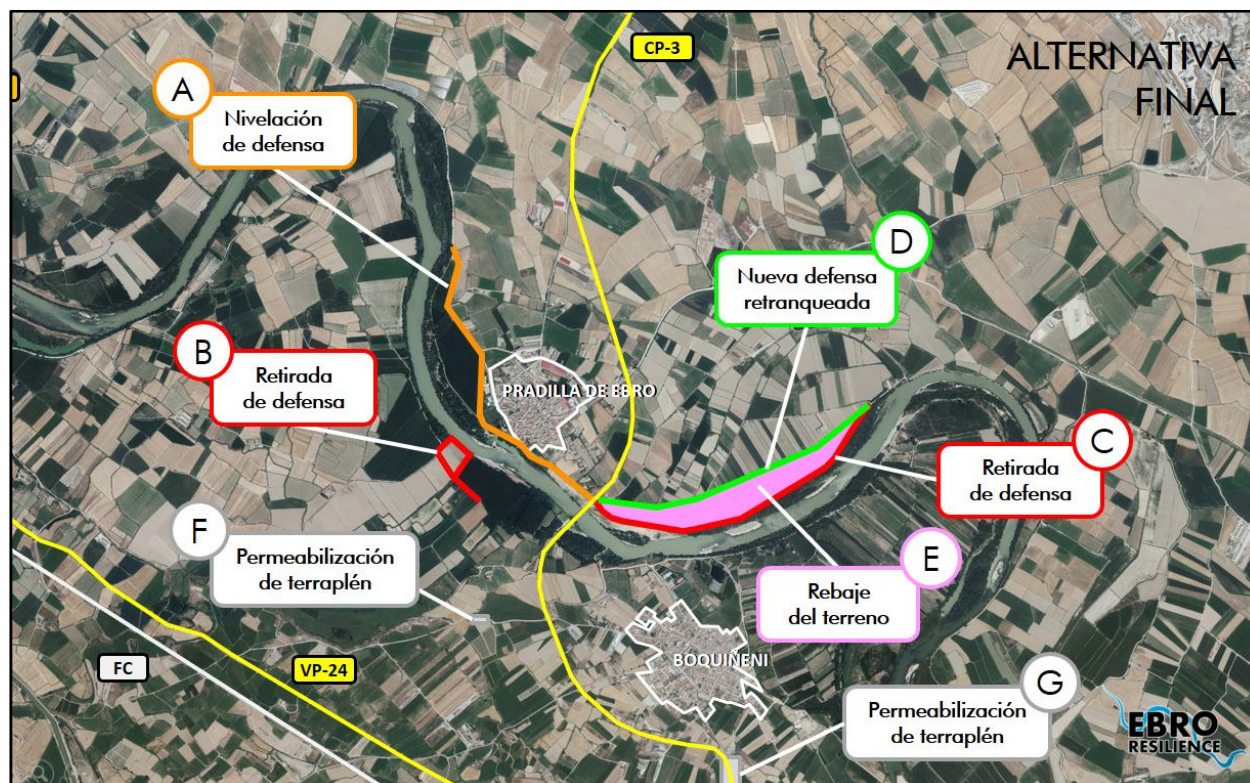 CP-3
ALTERNATIVA
FINAL
A
Nivelación
de defensa
D
Nueva defensa
retranqueada
B
Retirada
de defensa
PRADILLA DE EBRO
C
Retirada
de defensa
F
Permeabilización
de terraplén
E
Rebaje
del terreno
BOQUIÑENI
FC
VP-24
G
Permeabilización
de terraplén
EBRO
RESILIENCE